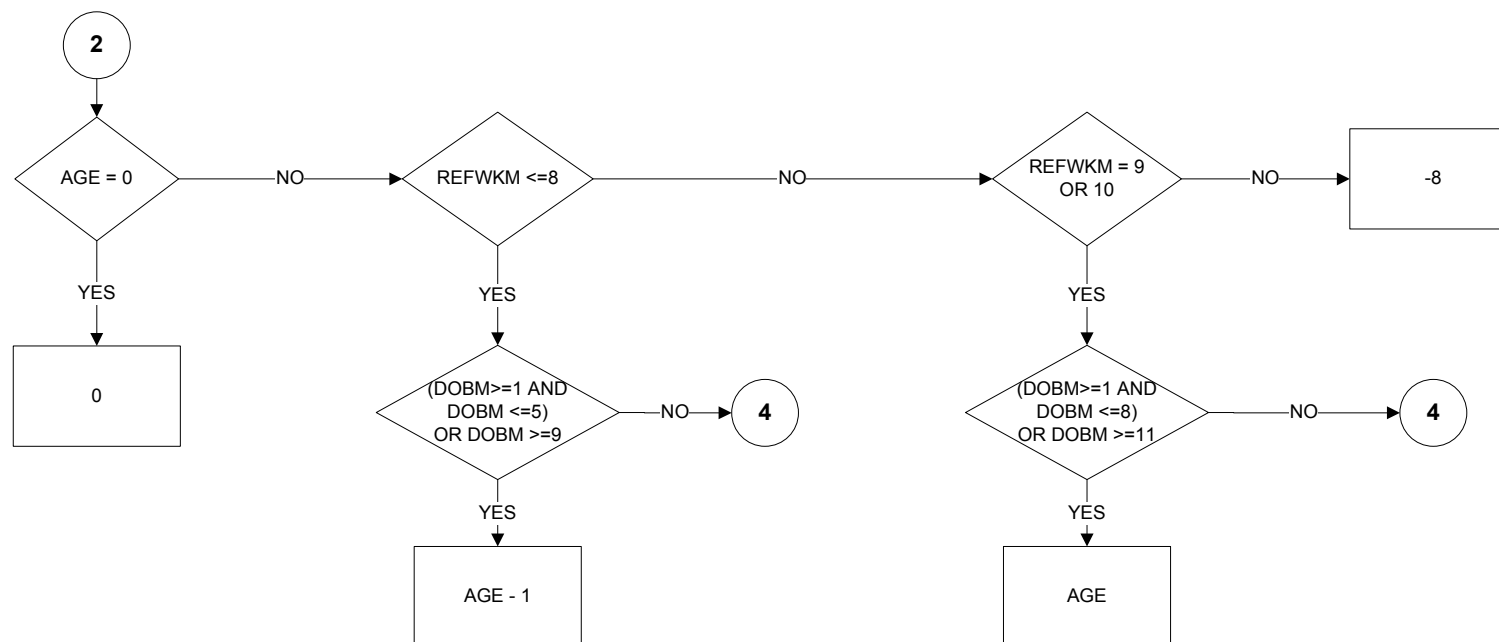 2
AGE = 0
NO
REFWKM <=8
NO
REFWKM = 9
OR 10
NO
-8
YES
YES
YES
0
(DOBM>=1 AND
DOBM <=5)
OR DOBM >=9
NO
4
(DOBM>=1 AND
DOBM <=8)
OR DOBM >=11
NO
4
YES
YES
AGE - 1
AGE